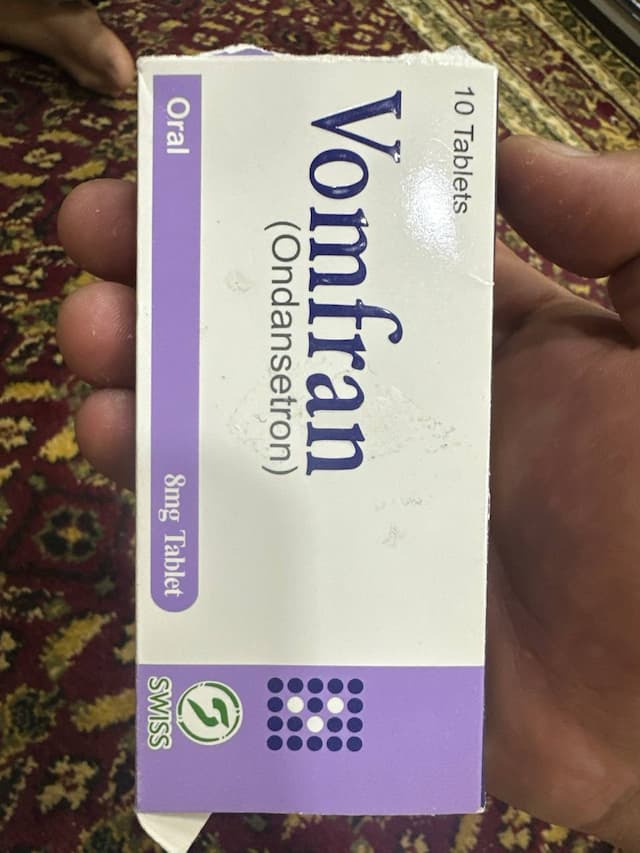 10 Tablets
Vomfran
(Ondansetron)
Oral
8mg Tablet
SWISS